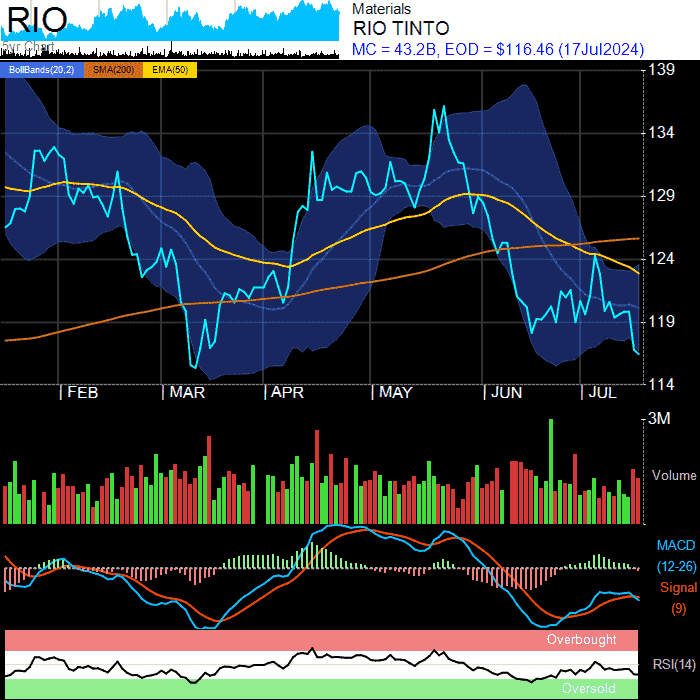 RIO
5yr Chart
Materials
RIO TINTO
MC = 43.2B, EOD = $116.46 (17Jul2024)
BollBands(20,2) SMA(200) EMA(50)
139
134
129
124
119
114
FEB MAR APR MAY JUN JUL
3M
Volume
MACD
(12-26)
Signal
(9)
Overbought
RSI(14)
Oversold